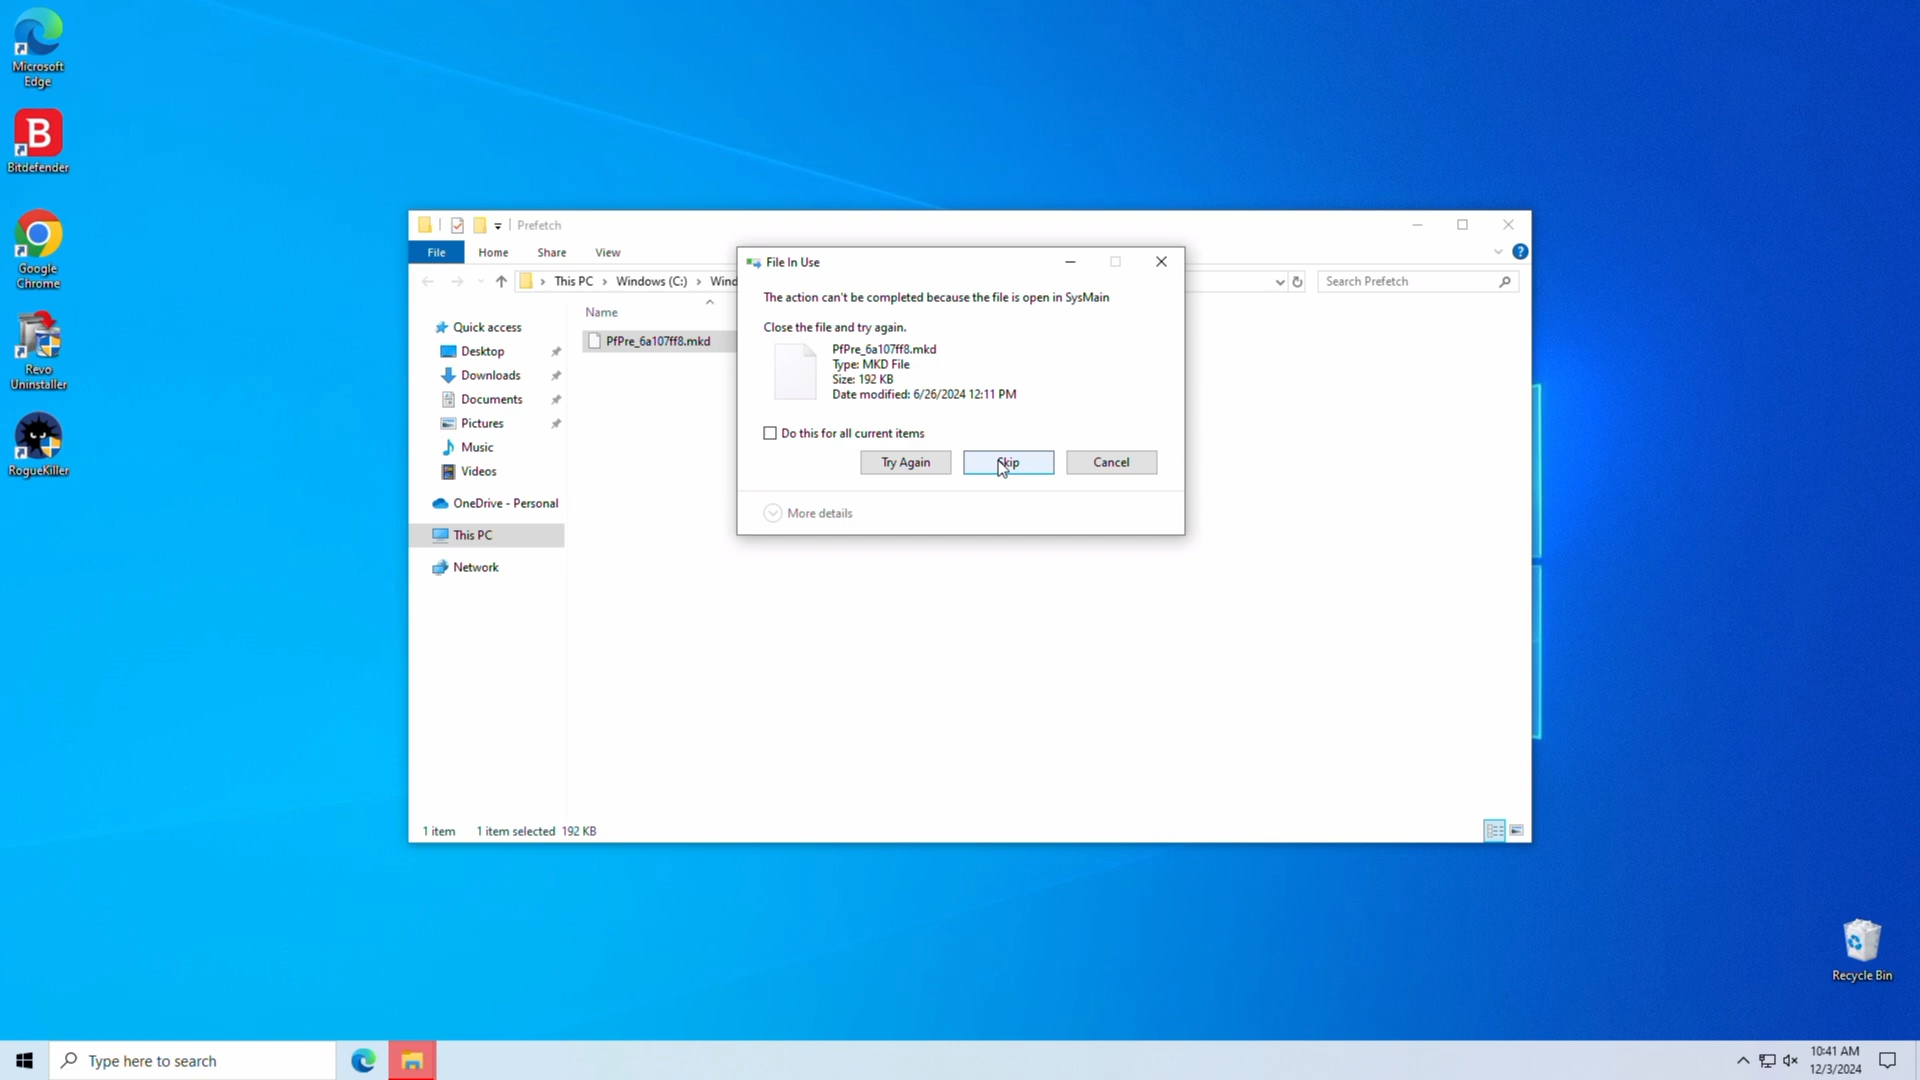 Microsoft
Edge
Bitdefender
Google
Chrome
Revo
Uninstaller
RogueKiller
Prefetch
File
Home
Share
View
This PC
Windows (C:)
Wind
Search Prefetch
Quick access
Desktop
Downloads
Documents
Pictures
Music
Videos
OneDrive - Personal
This PC
Network
Name
PfPre_6a107ff8.mkd
File In Use
The action can't be completed because the file is open in SysMain
Close the file and try again.
PfPre_6a107ff8.mkd
Type: MKD File
Size: 192 KB
Date modified: 6/26/2024 12:11 PM
Do this for all current items
Try Again
Skip
Cancel
More details
1 item
1 item selected 192 KB
Recycle Bin
Type here to search
10:41 AM
12/3/2024